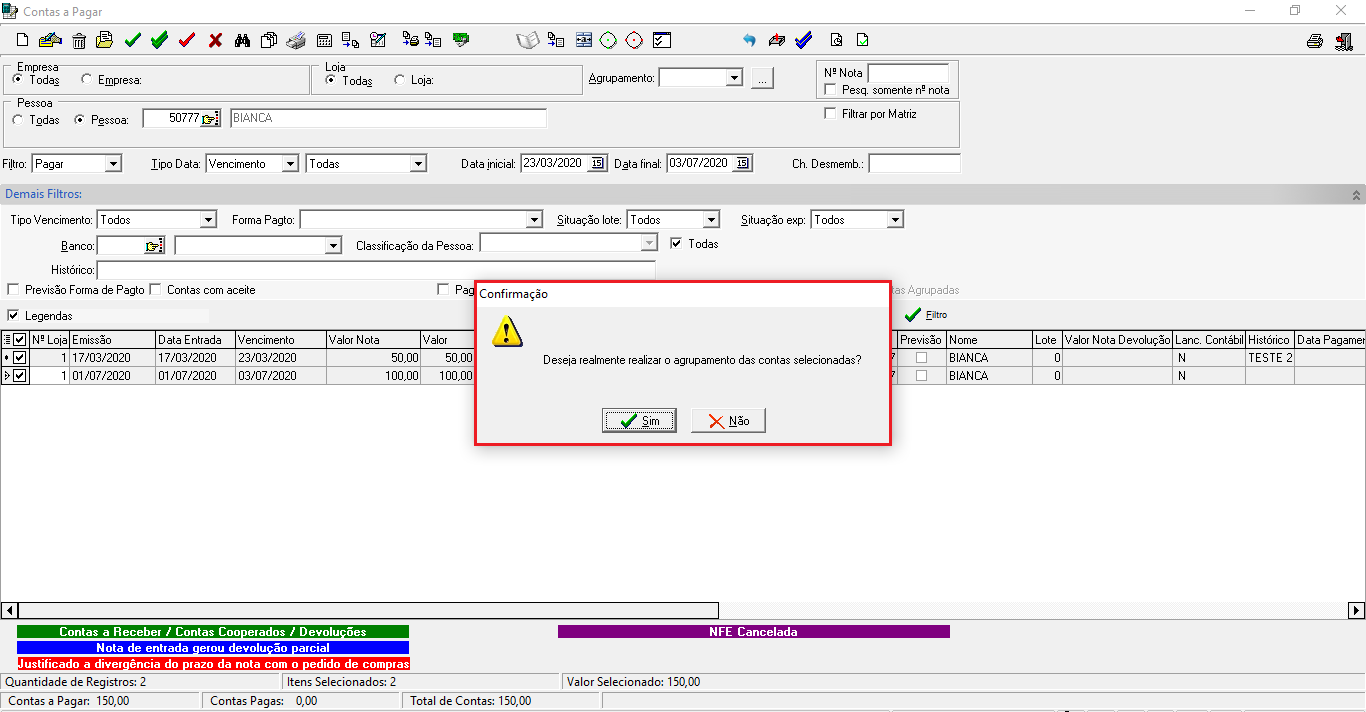 Contas a Pagar
Empresa
Todas Empresa:
Loja
Todas Loja:
Agrupamento: ...
Nº Nota
Pesq. somente nº nota
Pessoa
Todas Pessoa: 50777 BIANCA
Filtrar por Matriz
Filtro: Pagar Tipo Data: Vencimento Todas Data inicial: 23/03/2020 15 Data final: 03/07/2020 15 Ch. Desmemb.:
Demais Filtros:
Tipo Vencimento: Todos Forma Pagto: Situação lote: Todos Situação exp: Todos
Banco: Classificação da Pessoa: Todas
Histórico:
Previsão Forma de Pagto Contas com aceite Pag tas Agrupadas
Legendas Filtro
Nº Loja Emissão Data Entrada Vencimento Valor Nota Valor Previsão Nome Lote Valor Nota Devolução Lanc. Contábil Histórico Data Pagamen
1 17/03/2020 17/03/2020 23/03/2020 50,00 50,00 7 BIANCA 0 N TESTE 2
1 01/07/2020 01/07/2020 03/07/2020 100,00 100,00 7 BIANCA 0 N
Confirmação
Deseja realmente realizar o agrupamento das contas selecionadas?
Sim Não
Contas a Receber / Contas Cooperados / Devoluções NFE Cancelada
Nota de entrada gerou devolução parcial
Justificado a divergência do prazo da nota com o pedido de compras
Quantidade de Registros: 2 Itens Selecionados: 2 Valor Selecionado: 150,00
Contas a Pagar: 150,00 Contas Pagas: 0,00 Total de Contas: 150,00